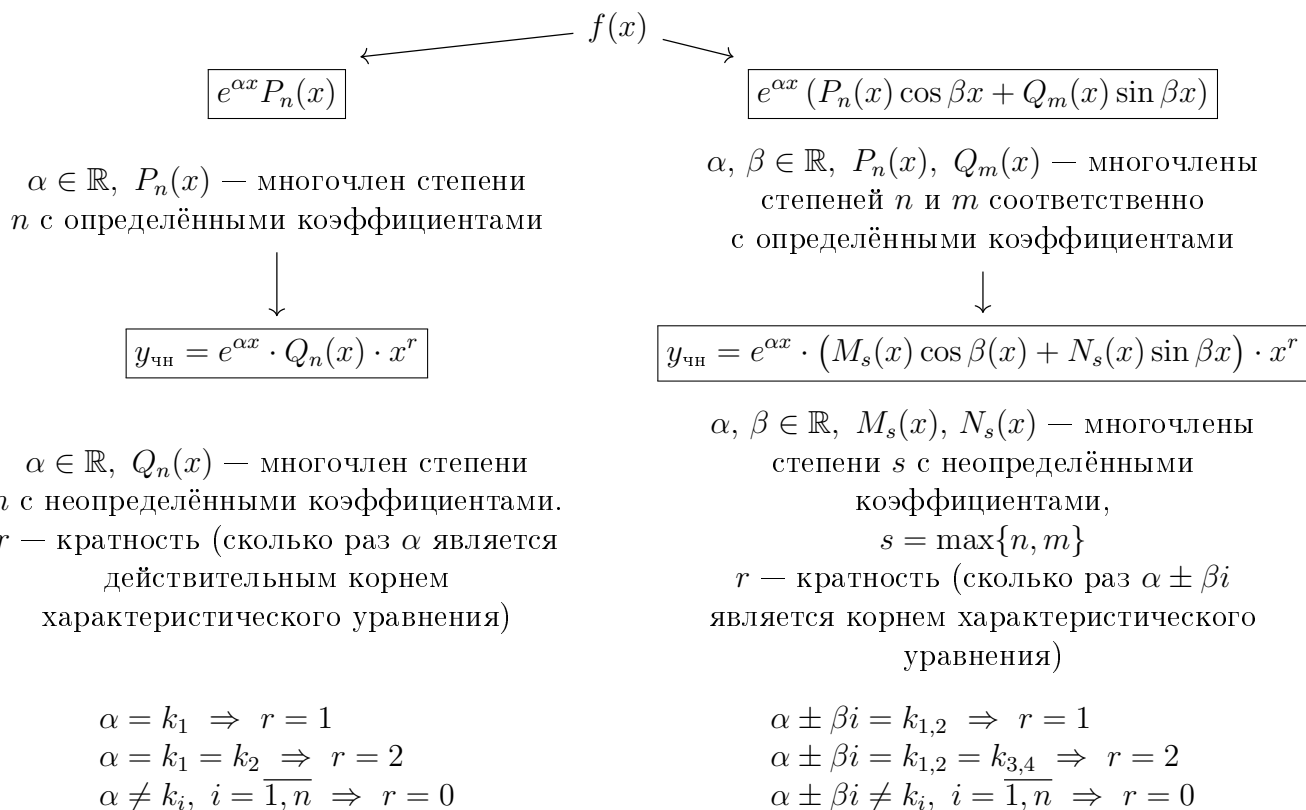 f(x)
e^{αx} P_n(x)
α ∈ ℝ, P_n(x) — многочлен степени
n с определёнными коэффициентами
y_{чн} = e^{αx} · Q_n(x) · x^r
α ∈ ℝ, Q_n(x) — многочлен степени
n с неопределёнными коэффициентами.
r — кратность (сколько раз α является
действительным корнем
характеристического уравнения)
α = k_1 ⇒ r = 1
α = k_1 = k_2 ⇒ r = 2
α ≠ k_i, i = \overline{1, n} ⇒ r = 0
e^{αx} (P_n(x) cos βx + Q_m(x) sin βx)
α, β ∈ ℝ, P_n(x), Q_m(x) — многочлены
степеней n и m соответственно
с определёнными коэффициентами
y_{чн} = e^{αx} · (M_s(x) cos β(x) + N_s(x) sin βx) · x^r
α, β ∈ ℝ, M_s(x), N_s(x) — многочлены
степени s с неопределёнными
коэффициентами,
s = max{n, m}
r — кратность (сколько раз α ± βi
является корнем характеристического
уравнения)
α ± βi = k_{1,2} ⇒ r = 1
α ± βi = k_{1,2} = k_{3,4} ⇒ r = 2
α ± βi ≠ k_i, i = \overline{1, n} ⇒ r = 0